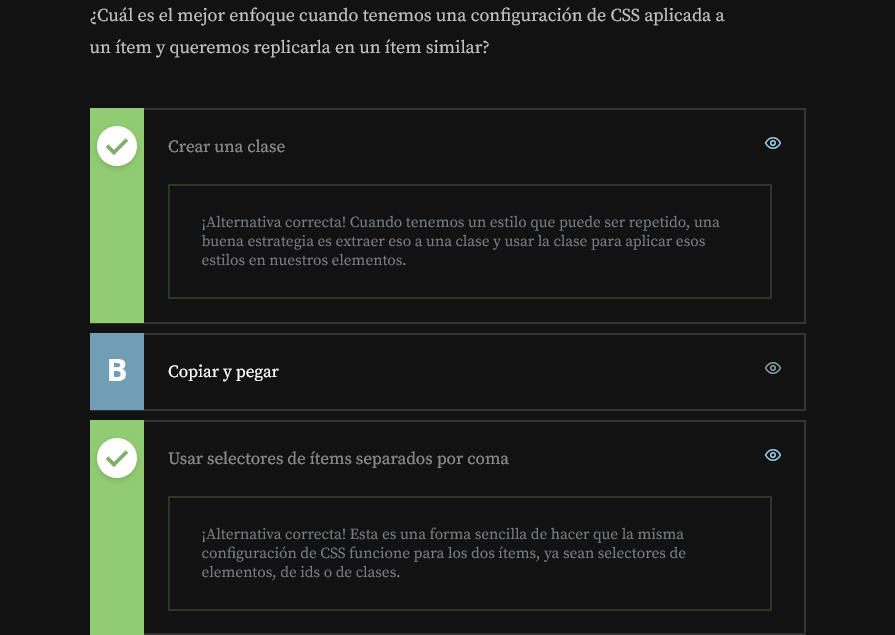 ¿Cuál es el mejor enfoque cuando tenemos una configuración de CSS aplicada a
un ítem y queremos replicarla en un ítem similar?
Crear una clase
¡Alternativa correcta! Cuando tenemos un estilo que puede ser repetido, una
buena estrategia es extraer eso a una clase y usar la clase para aplicar esos
estilos en nuestros elementos.
B
Copiar y pegar
Usar selectores de ítems separados por coma
¡Alternativa correcta! Esta es una forma sencilla de hacer que la misma
configuración de CSS funcione para los dos ítems, ya sean selectores de
elementos, de ids o de clases.